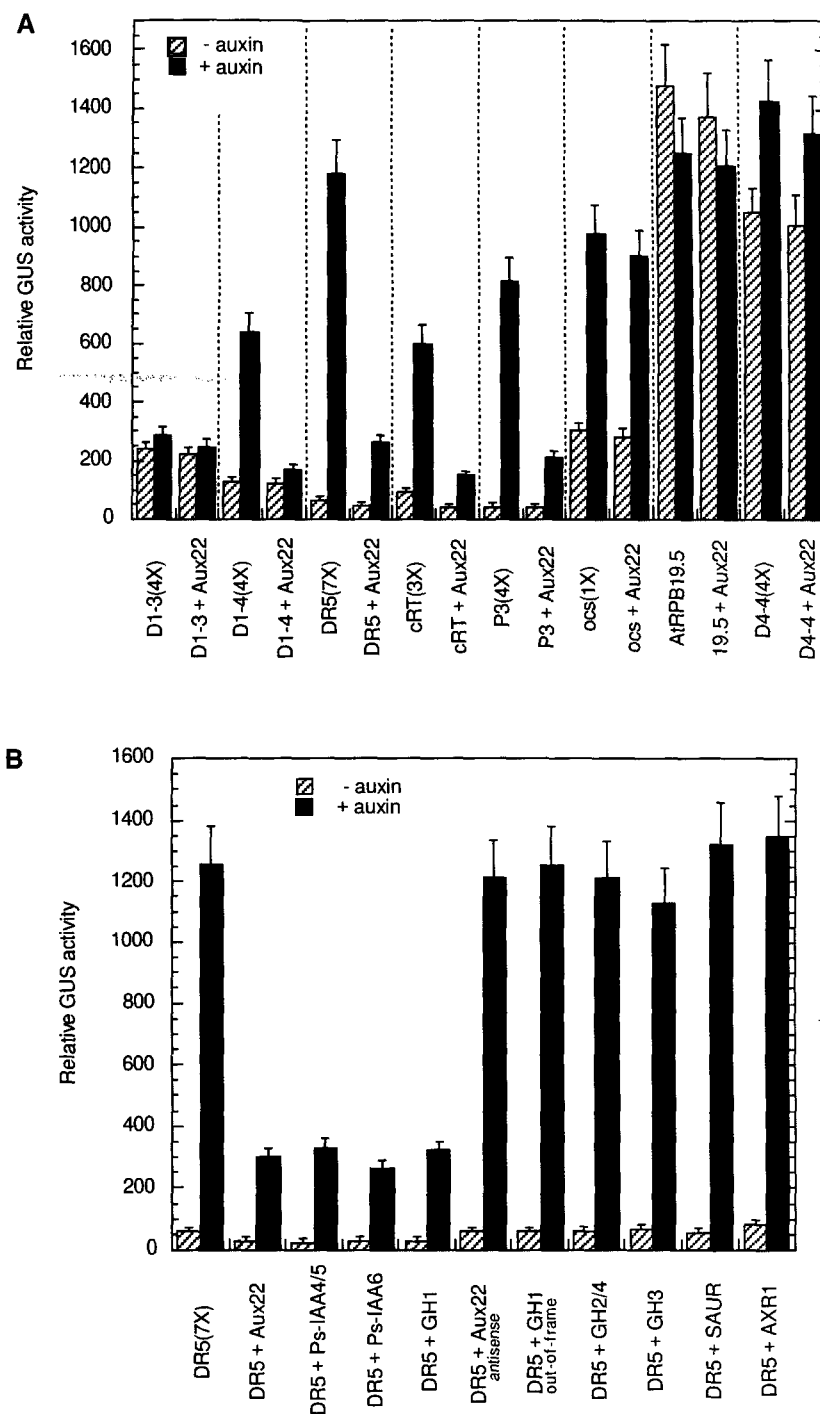 A
- auxin
+ auxin
Relative GUS activity
1600
1400
1200
1000
800
600
400
200
0
D1-3(4X)
D1-3 + Aux22
D1-4(4X)
D1-4 + Aux22
DR5(7X)
DR5 + Aux22
cRT(3X)
cRT + Aux22
P3(4X)
P3 + Aux22
ocs(1X)
ocs + Aux22
AtRPB19.5
19.5 + Aux22
D4-4(4X)
D4-4 + Aux22
B
- auxin
+ auxin
Relative GUS activity
1600
1400
1200
1000
800
600
400
200
0
DR5(7X)
DR5 + Aux22
DR5 + Ps-IAA4/5
DR5 + Ps-IAA6
DR5 + GH1
DR5 + Aux22
antisense
DR5 + GH1
out-of-frame
DR5 + GH2/4
DR5 + GH3
DR5 + SAUR
DR5 + AXR1